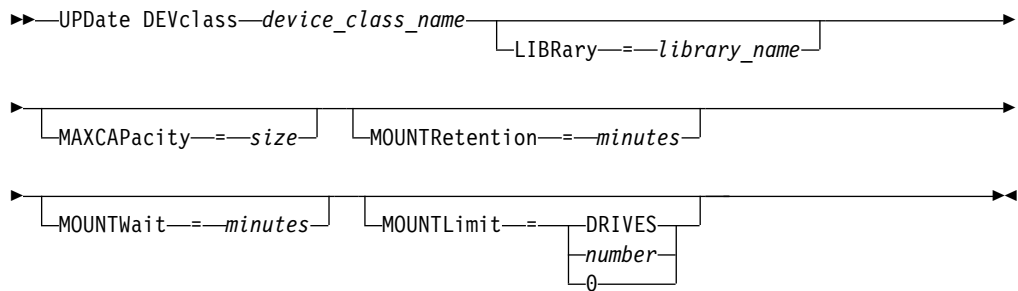 UPDate DEVclass device_class_name
LIBRary = library_name
MAXCAPacity = size MOUNTRetention = minutes
MOUNTWait = minutes MOUNTLimit = DRIVES
number
0